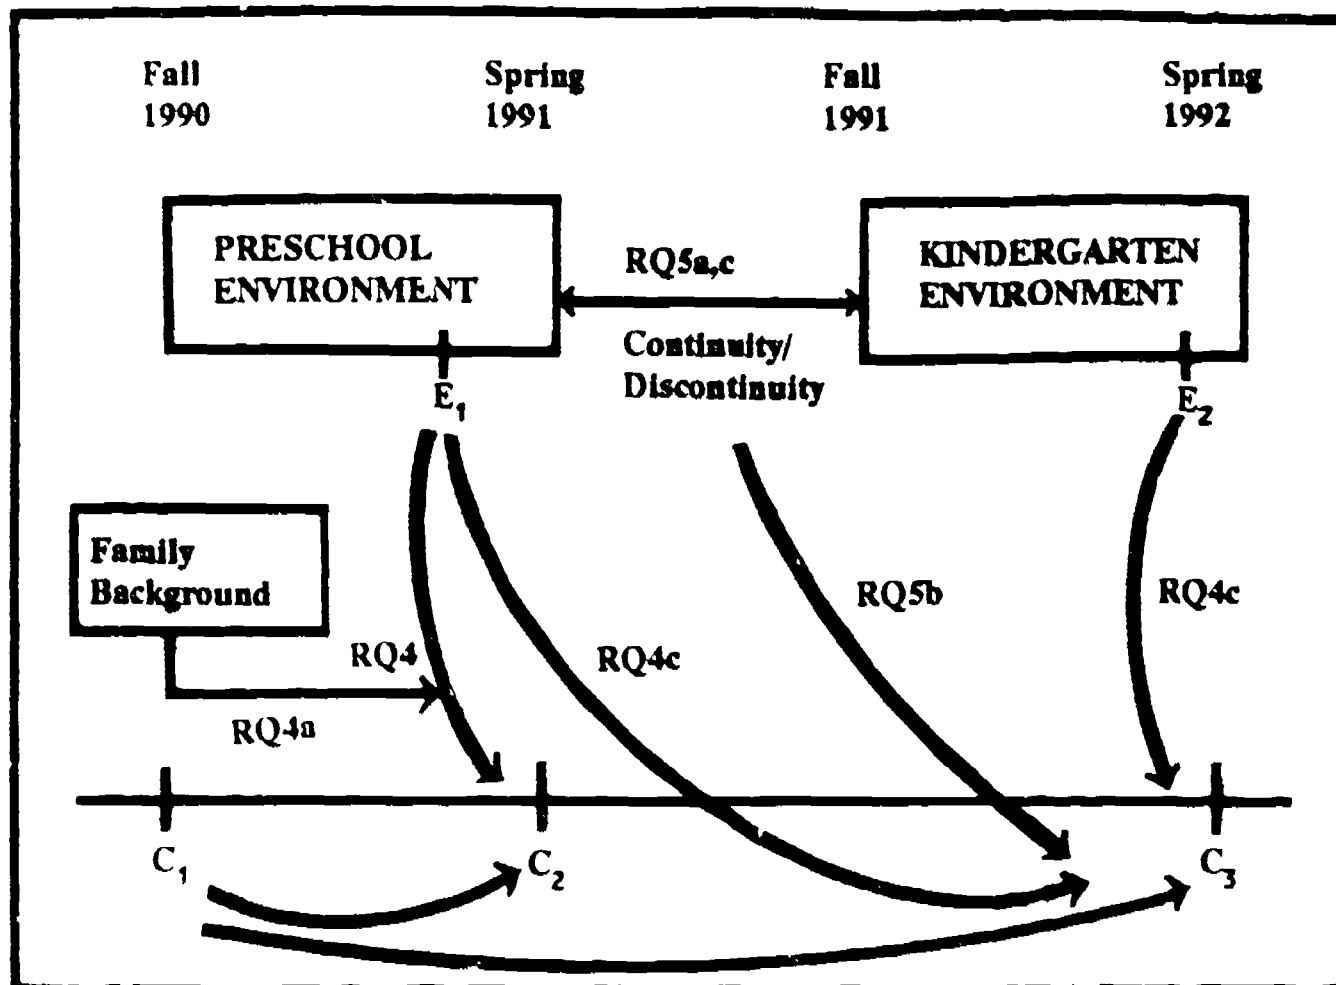 Fall
1990
Spring
1991
Fall
1991
Spring
1992
PRESCHOOL
ENVIRONMENT
RQ5a,c
KINDERGARTEN
ENVIRONMENT
Continuity/
Discontinuity
E₁
E₂
Family
Background
RQ4
RQ4a
RQ4c
RQ5b
RQ4c
C₁
C₂
C₃